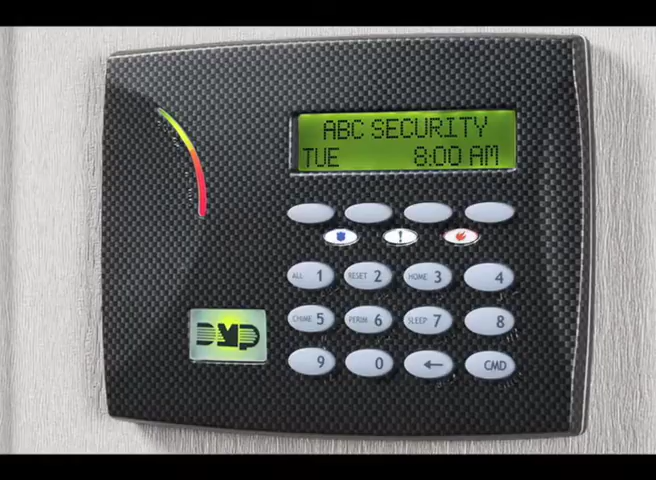 ABC SECURITY
TUE 8:00 AM
!
ALL 1 RESET 2 HOME 3 4
CHIME 5 PERIM 6 SLEEP 7 8
9 0 ← CMD
DMP